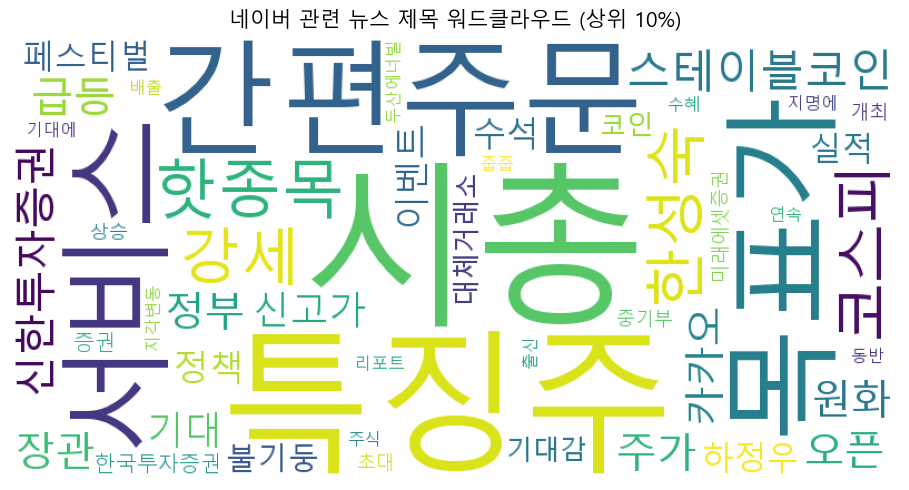 네이버 관련 뉴스 제목 워드클라우드 (상위 10%)
페스티벌
간편주문
두산에너빌
스테이블코인
급등
배출
수혜
지명에
개최
기대에
서비스
이벤트
수석
코인
목표가
실적
핫종목
줍줍
한성숙
신한투자증권
시총
대체거래소
미래에셋증권
코스피
상승
강세
연속
지각변동
정부
신고가
중기부
증권
정책
특징주
리포트
출신
카카오
동반
원화
장관
기대
한국투자증권
불기둥
주식
초대
기대감
주가
하정우
오픈